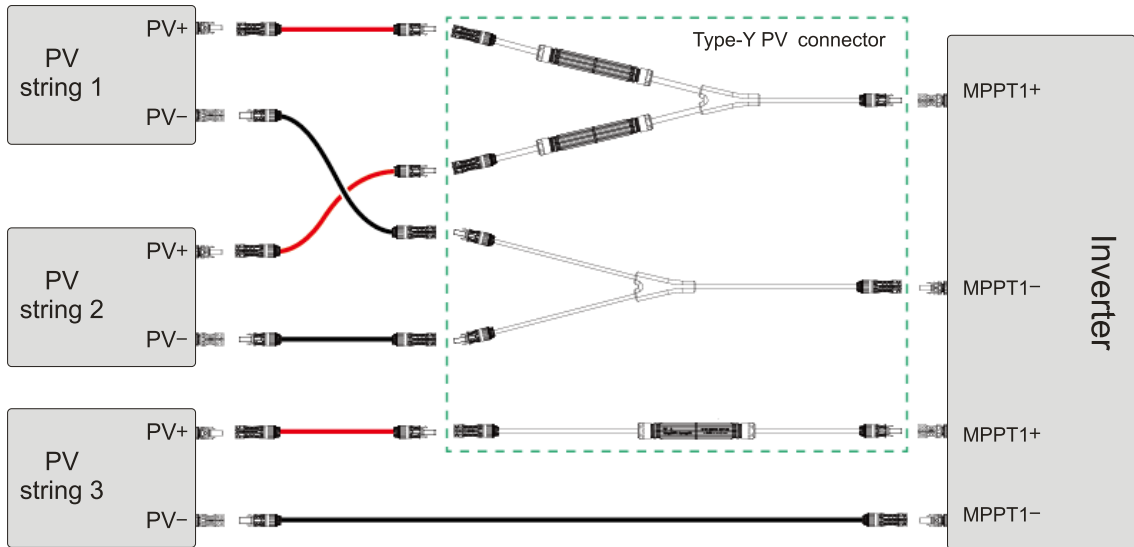 PV+
PV
string 1
PV−
Type-Y PV connector
MPPT1+
PV+
PV
string 2
PV−
MPPT1−
Inverter
PV+
PV
string 3
PV−
MPPT1+
MPPT1−